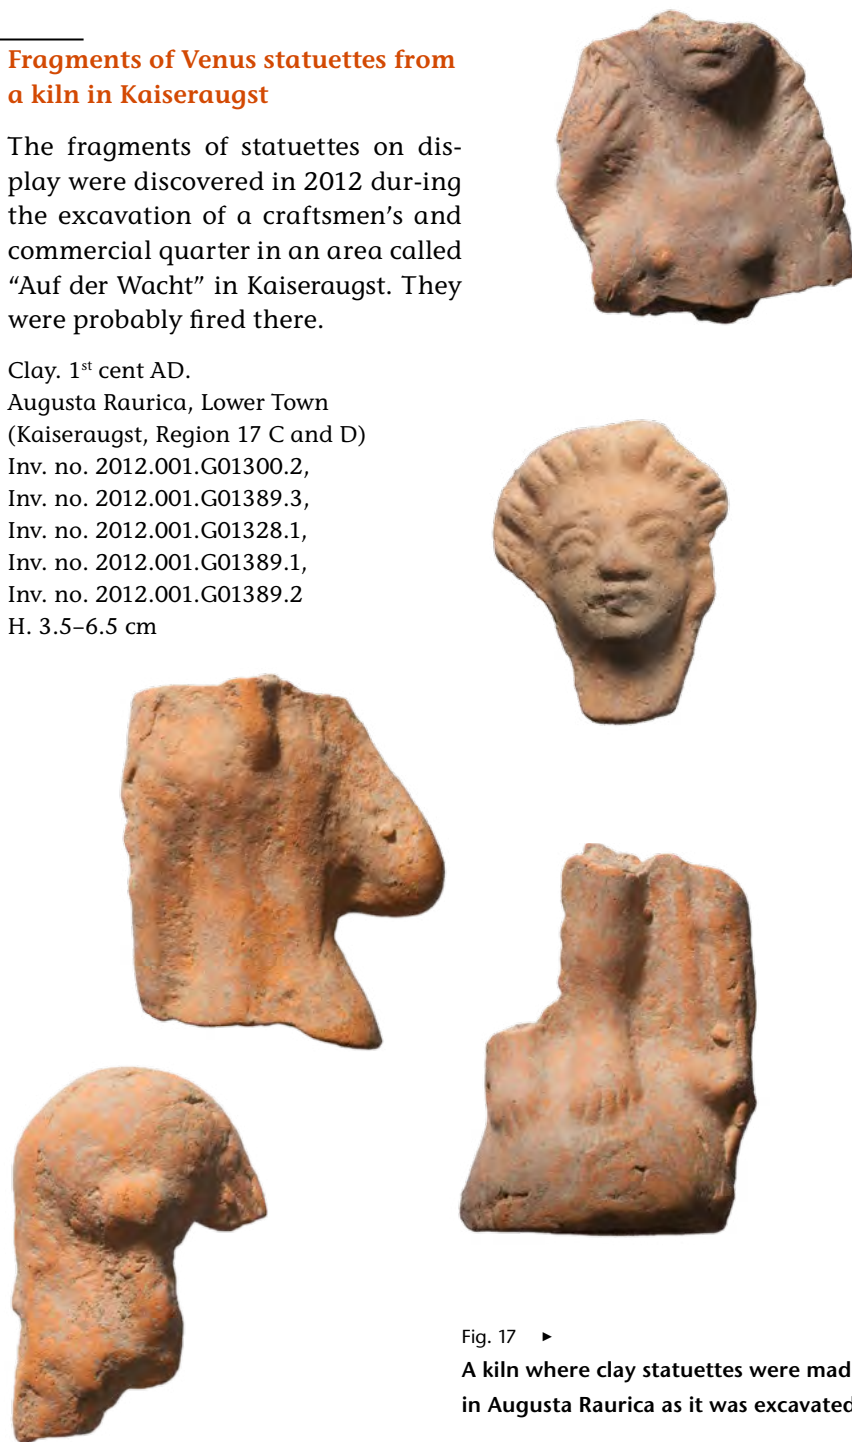 Fragments of Venus statuettes from
a kiln in Kaiseraugst
The fragments of statuettes on dis-
play were discovered in 2012 dur-ing
the excavation of a craftsmen’s and
commercial quarter in an area called
“Auf der Wacht” in Kaiseraugst. They
were probably fired there.
Clay. 1st cent AD.
Augusta Raurica, Lower Town
(Kaiseraugst, Region 17 C and D)
Inv. no. 2012.001.G01300.2,
Inv. no. 2012.001.G01389.3,
Inv. no. 2012.001.G01328.1,
Inv. no. 2012.001.G01389.1,
Inv. no. 2012.001.G01389.2
H. 3.5–6.5 cm
Fig. 17 ►
A kiln where clay statuettes were mad
in Augusta Raurica as it was excavated